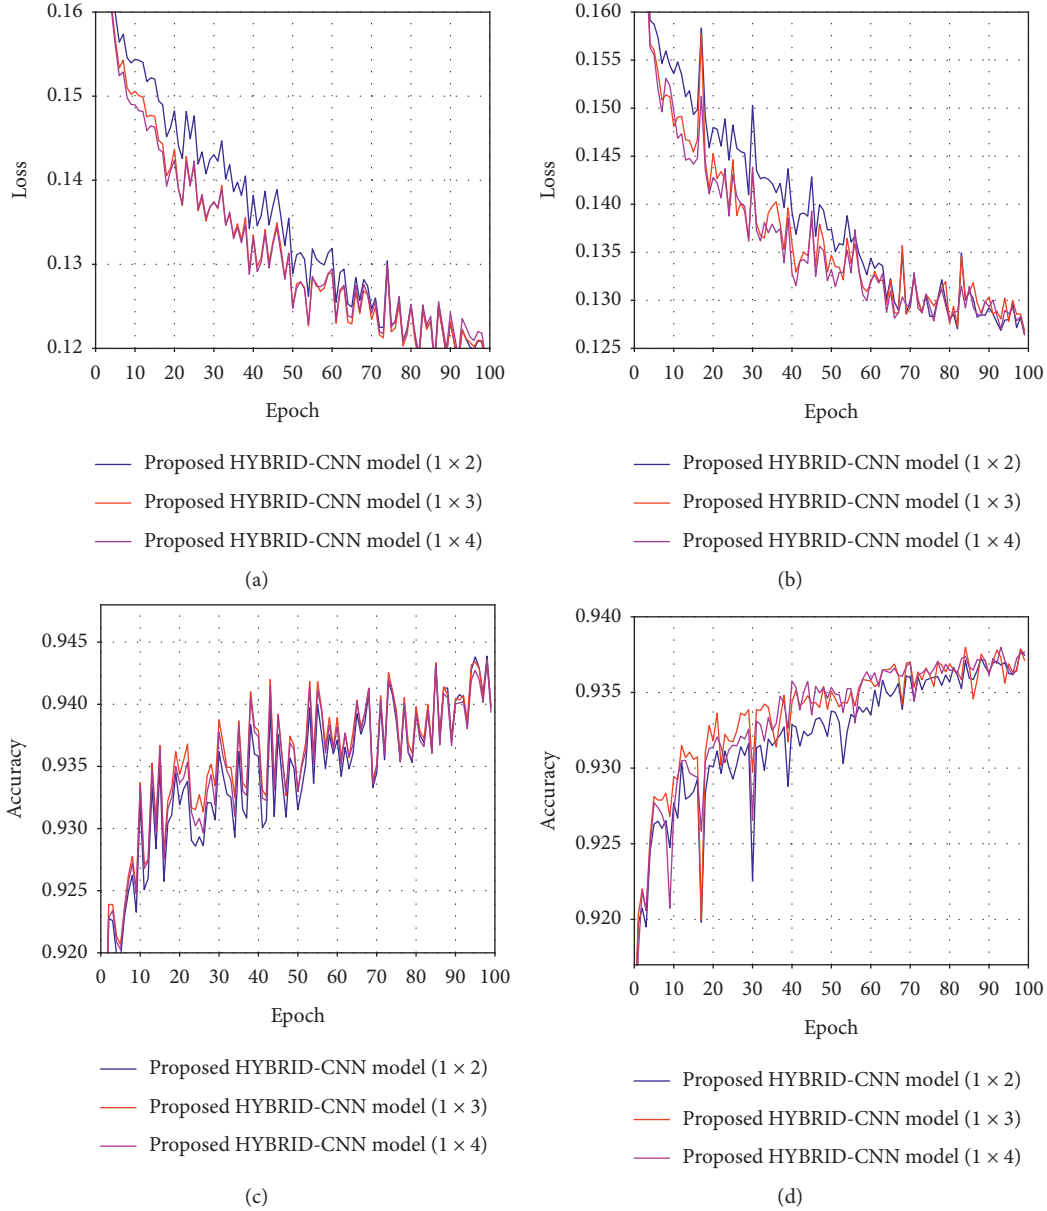 0.16
0.15
0.14
0.13
0.12
Loss
0 10 20 30 40 50 60 70 80 90 100
Epoch
Proposed HYBRID-CNN model (1 × 2)
Proposed HYBRID-CNN model (1 × 3)
Proposed HYBRID-CNN model (1 × 4)
(a)
0.160
0.155
0.150
0.145
0.140
0.135
0.130
0.125
Loss
0 10 20 30 40 50 60 70 80 90 100
Epoch
Proposed HYBRID-CNN model (1 × 2)
Proposed HYBRID-CNN model (1 × 3)
Proposed HYBRID-CNN model (1 × 4)
(b)
0.945
0.940
0.935
0.930
0.925
0.920
Accuracy
0 10 20 30 40 50 60 70 80 90 100
Epoch
Proposed HYBRID-CNN model (1 × 2)
Proposed HYBRID-CNN model (1 × 3)
Proposed HYBRID-CNN model (1 × 4)
(c)
0.940
0.935
0.930
0.925
0.920
Accuracy
0 10 20 30 40 50 60 70 80 90 100
Epoch
Proposed HYBRID-CNN model (1 × 2)
Proposed HYBRID-CNN model (1 × 3)
Proposed HYBRID-CNN model (1 × 4)
(d)